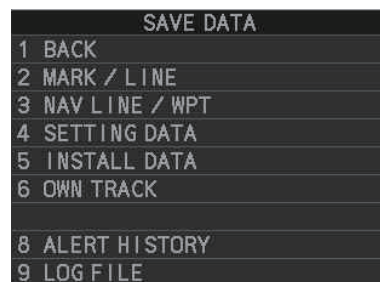 SAVE DATA
1 BACK
2 MARK / LINE
3 NAV LINE / WPT
4 SETTING DATA
5 INSTALL DATA
6 OWN TRACK
8 ALERT HISTORY
9 LOG FILE